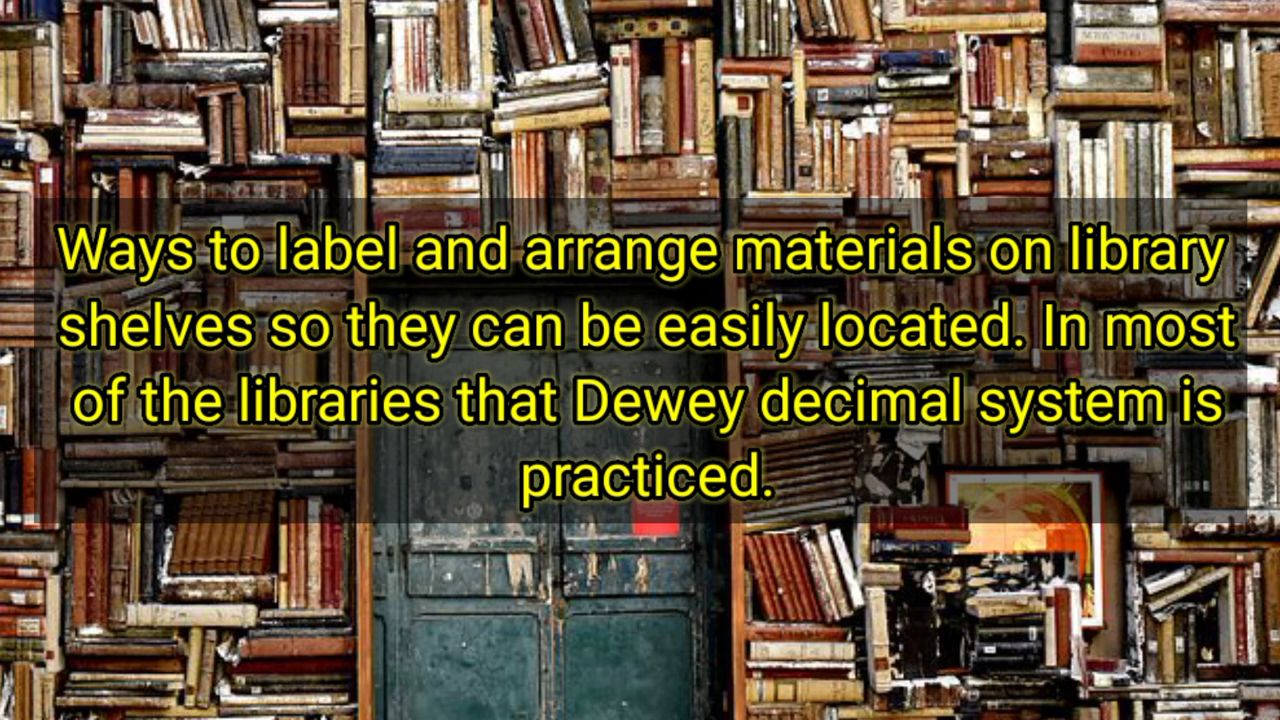 Ways to label and arrange materials on library
shelves so they can be easily located. In most
of the libraries that Dewey decimal system is
practiced.